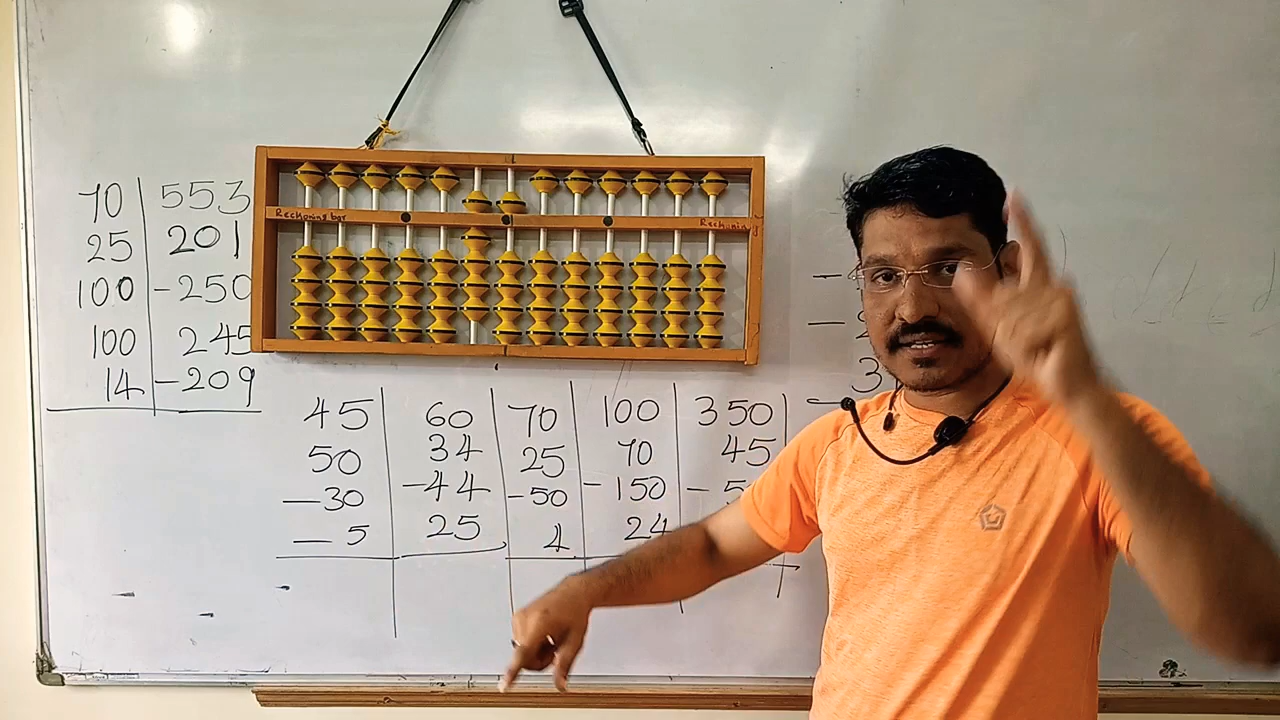 70 553
25 201
100 -250
100 245
14 -209
Reckoning bar
45 60 70 100 350
50 34 25 70 45
-30 -44 -50 -150
-5 25 4 24